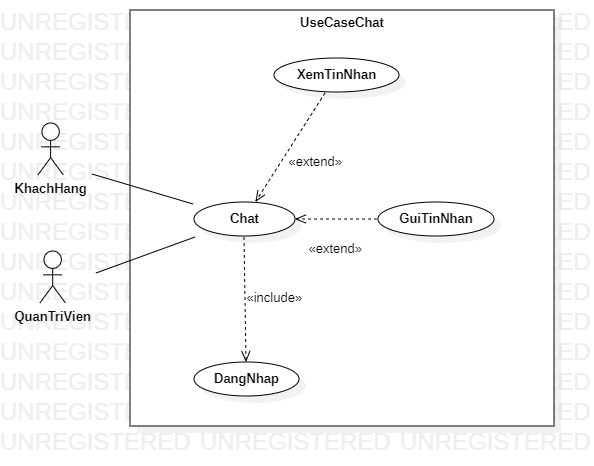 UseCaseChat
XemTinNhan
«extend»
KhachHang
Chat
GuiTinNhan
«extend»
«include»
QuanTriVien
DangNhap
UNREGISTERED UNREGISTERED UNREGISTERED